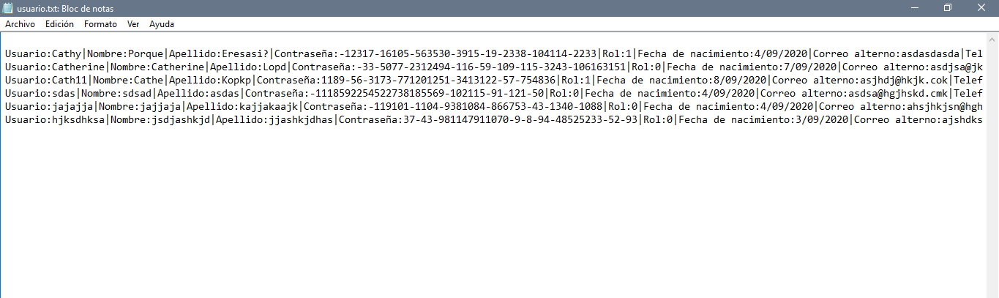 usuario.txt: Bloc de notas
Archivo Edición Formato Ver Ayuda
Usuario:Cathy|Nombre:Porque|Apellido:Eresasi?|Contraseña:-12317-16105-563530-3915-19-2338-104114-2233|Rol:1|Fecha de nacimiento:4/09/2020|Correo alterno:asdasdasda|Tel
Usuario:Catherine|Nombre:Catherine|Apellido:Lopd|Contraseña:-33-5077-2312494-116-59-109-115-3243-106163151|Rol:0|Fecha de nacimiento:7/09/2020|Correo alterno:asdjsa@jk
Usuario:Cath11|Nombre:Cathe|Apellido:Kopkp|Contraseña:1189-56-3173-771201251-3413122-57-754836|Rol:1|Fecha de nacimiento:8/09/2020|Correo alterno:asjhdj@hkjk.cok|Telef
Usuario:sdas|Nombre:sdsad|Apellido:asdas|Contraseña:-1118592254522738185569-102115-91-121-50|Rol:0|Fecha de nacimiento:4/09/2020|Correo alterno:asdsa@hgjhskd.cmk|Telef
Usuario:jajajja|Nombre:jajjaja|Apellido:kajjakaajk|Contraseña:-119101-1104-9381084-866753-43-1340-1088|Rol:0|Fecha de nacimiento:4/09/2020|Correo alterno:ahsjhkjsn@hgh
Usuario:hjksdhksa|Nombre:jsdjashkjd|Apellido:jjashkjdhas|Contraseña:37-43-981147911070-9-8-94-48525233-52-93|Rol:0|Fecha de nacimiento:3/09/2020|Correo alterno:ajshdks